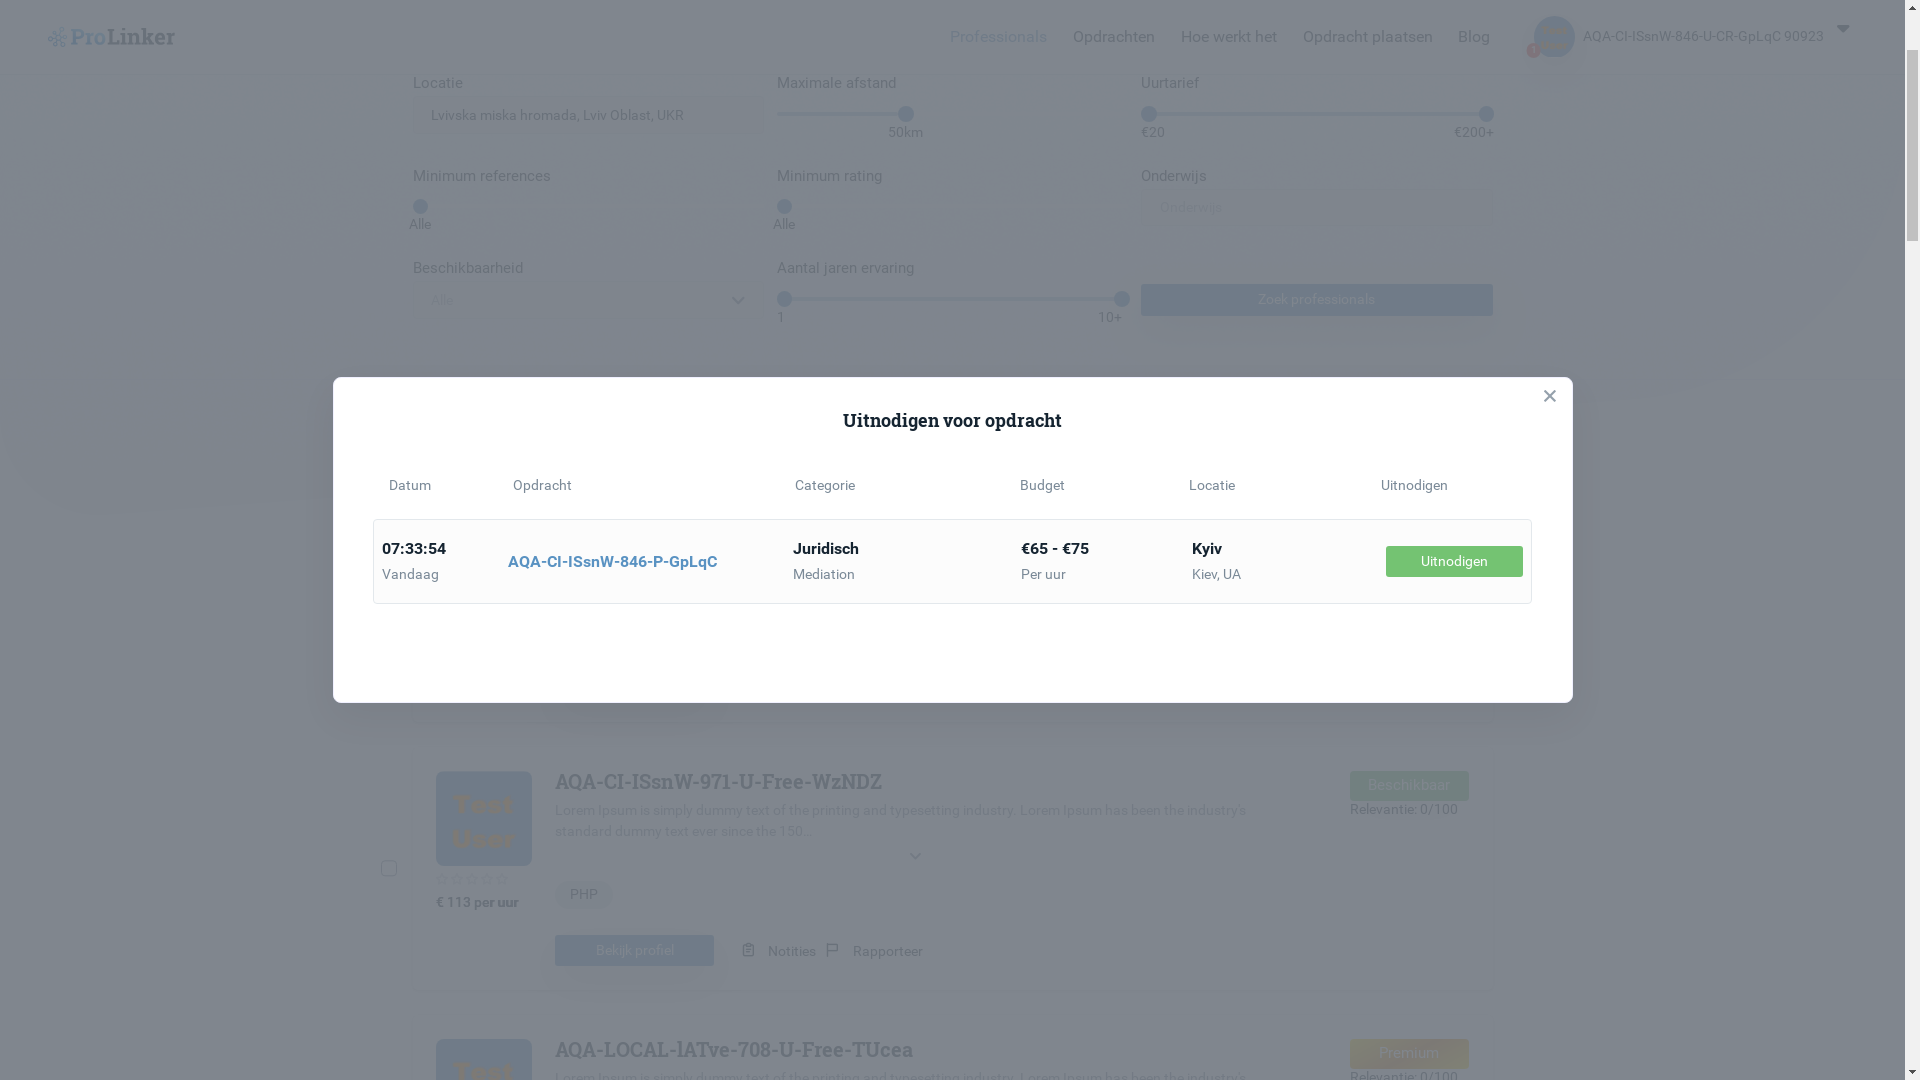 ProLinker
Professionals
Opdrachten
Hoe werkt het
Opdracht plaatsen
Blog
AQA-CI-ISsnW-846-U-CR-GpLqC 90923
Locatie
Maximale afstand
Uurtarief
Lvivska miska hromada, Lviv Oblast, UKR
50km
€20
€200+
Minimum references
Minimum rating
Onderwijs
Onderwijs
Alle
Alle
Beschikbaarheid
Aantal jaren ervaring
Alle
Zoek professionals
1
10+
Uitnodigen voor opdracht
Datum
Opdracht
Categorie
Budget
Locatie
Uitnodigen
07:33:54
Vandaag
AQA-CI-ISsnW-846-P-GpLqC
Juridisch
Mediation
€65 - €75
Per uur
Kyiv
Kiev, UA
Uitnodigen
AQA-CI-ISsnW-971-U-Free-WzNDZ
Beschikbaar
Test
User
Lorem Ipsum is simply dummy text of the printing and typesetting industry. Lorem Ipsum has been the industry's
standard dummy text ever since the 150...
Relevantie: 0/100
€ 113 per uur
PHP
Bekijk profiel
Notities
Rapporteer
AQA-LOCAL-lATve-708-U-Free-TUcea
Premium
Test
Lorem Ipsum is simply dummy text of the printing and typesetting industry. Lorem Ipsum has been the industry's
Relevantie: 0/100